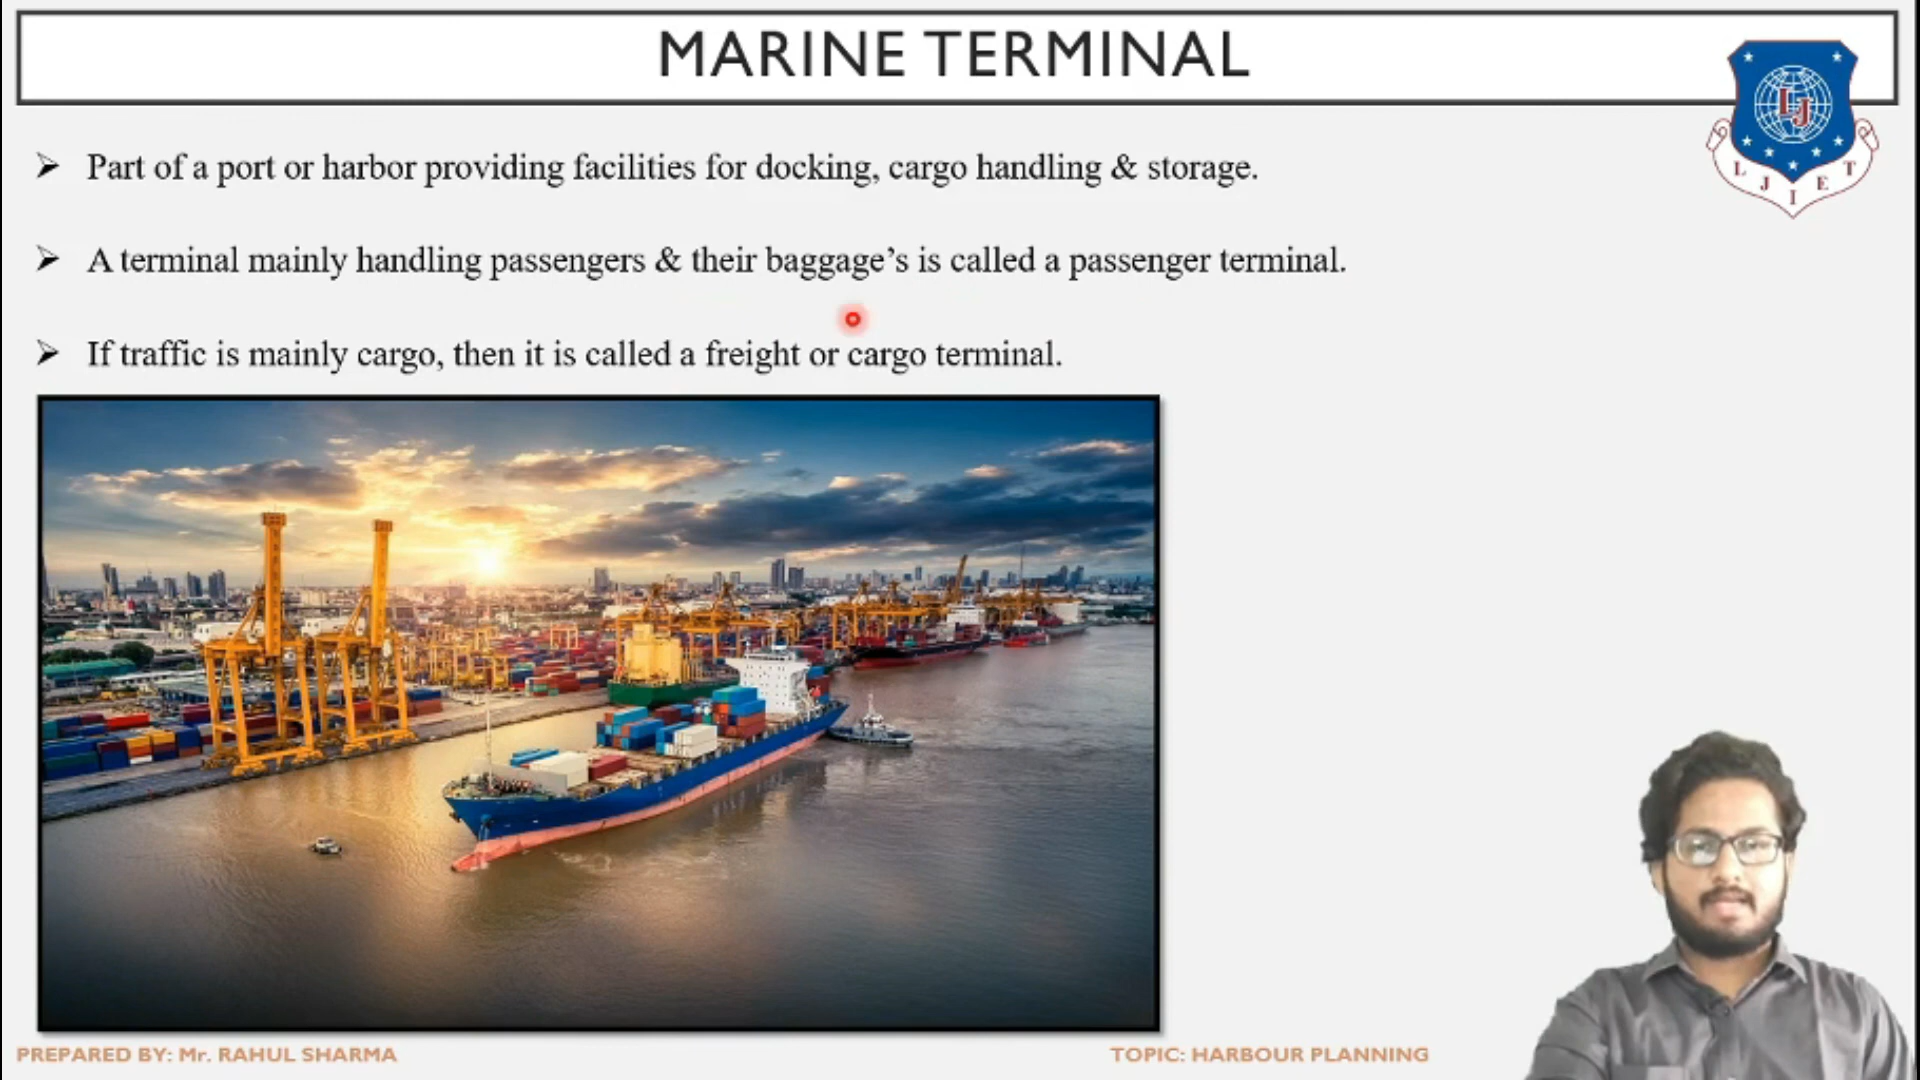 MARINE TERMINAL
LJ
L J I E T
➢ Part of a port or harbor providing facilities for docking, cargo handling & storage.
➢ A terminal mainly handling passengers & their baggage’s is called a passenger terminal.
➢ If traffic is mainly cargo, then it is called a freight or cargo terminal.
PREPARED BY: Mr. RAHUL SHARMA
TOPIC: HARBOUR PLANNING